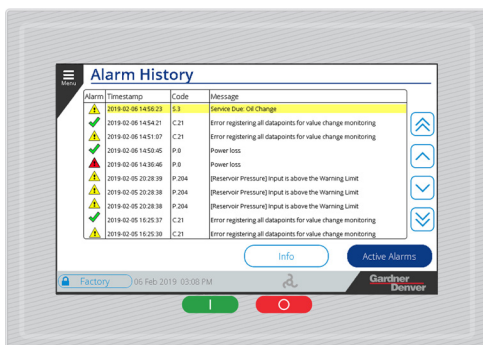 Menu
Alarm History
Alarm Timestamp Code Message
2019-02-06 14:56:23 S.3 Service Due: Oil Change
2019-02-06 14:54:21 C.21 Error registering all datapoints for value change monitoring
2019-02-06 14:51:07 C.21 Error registering all datapoints for value change monitoring
2019-02-06 14:50:45 P.0 Power loss
2019-02-06 14:36:46 P.0 Power loss
2019-02-05 20:28:39 P.204 [Reservoir Pressure] Input is above the Warning Limit
2019-02-05 20:28:38 P.204 [Reservoir Pressure] Input is above the Warning Limit
2019-02-05 20:28:38 P.204 [Reservoir Pressure] Input is above the Warning Limit
2019-02-05 16:25:37 C.21 Error registering all datapoints for value change monitoring
2019-02-05 16:25:30 C.21 Error registering all datapoints for value change monitoring
Info Active Alarms
Factory 06 Feb 2019 03:08 PM
Gardner
Denver